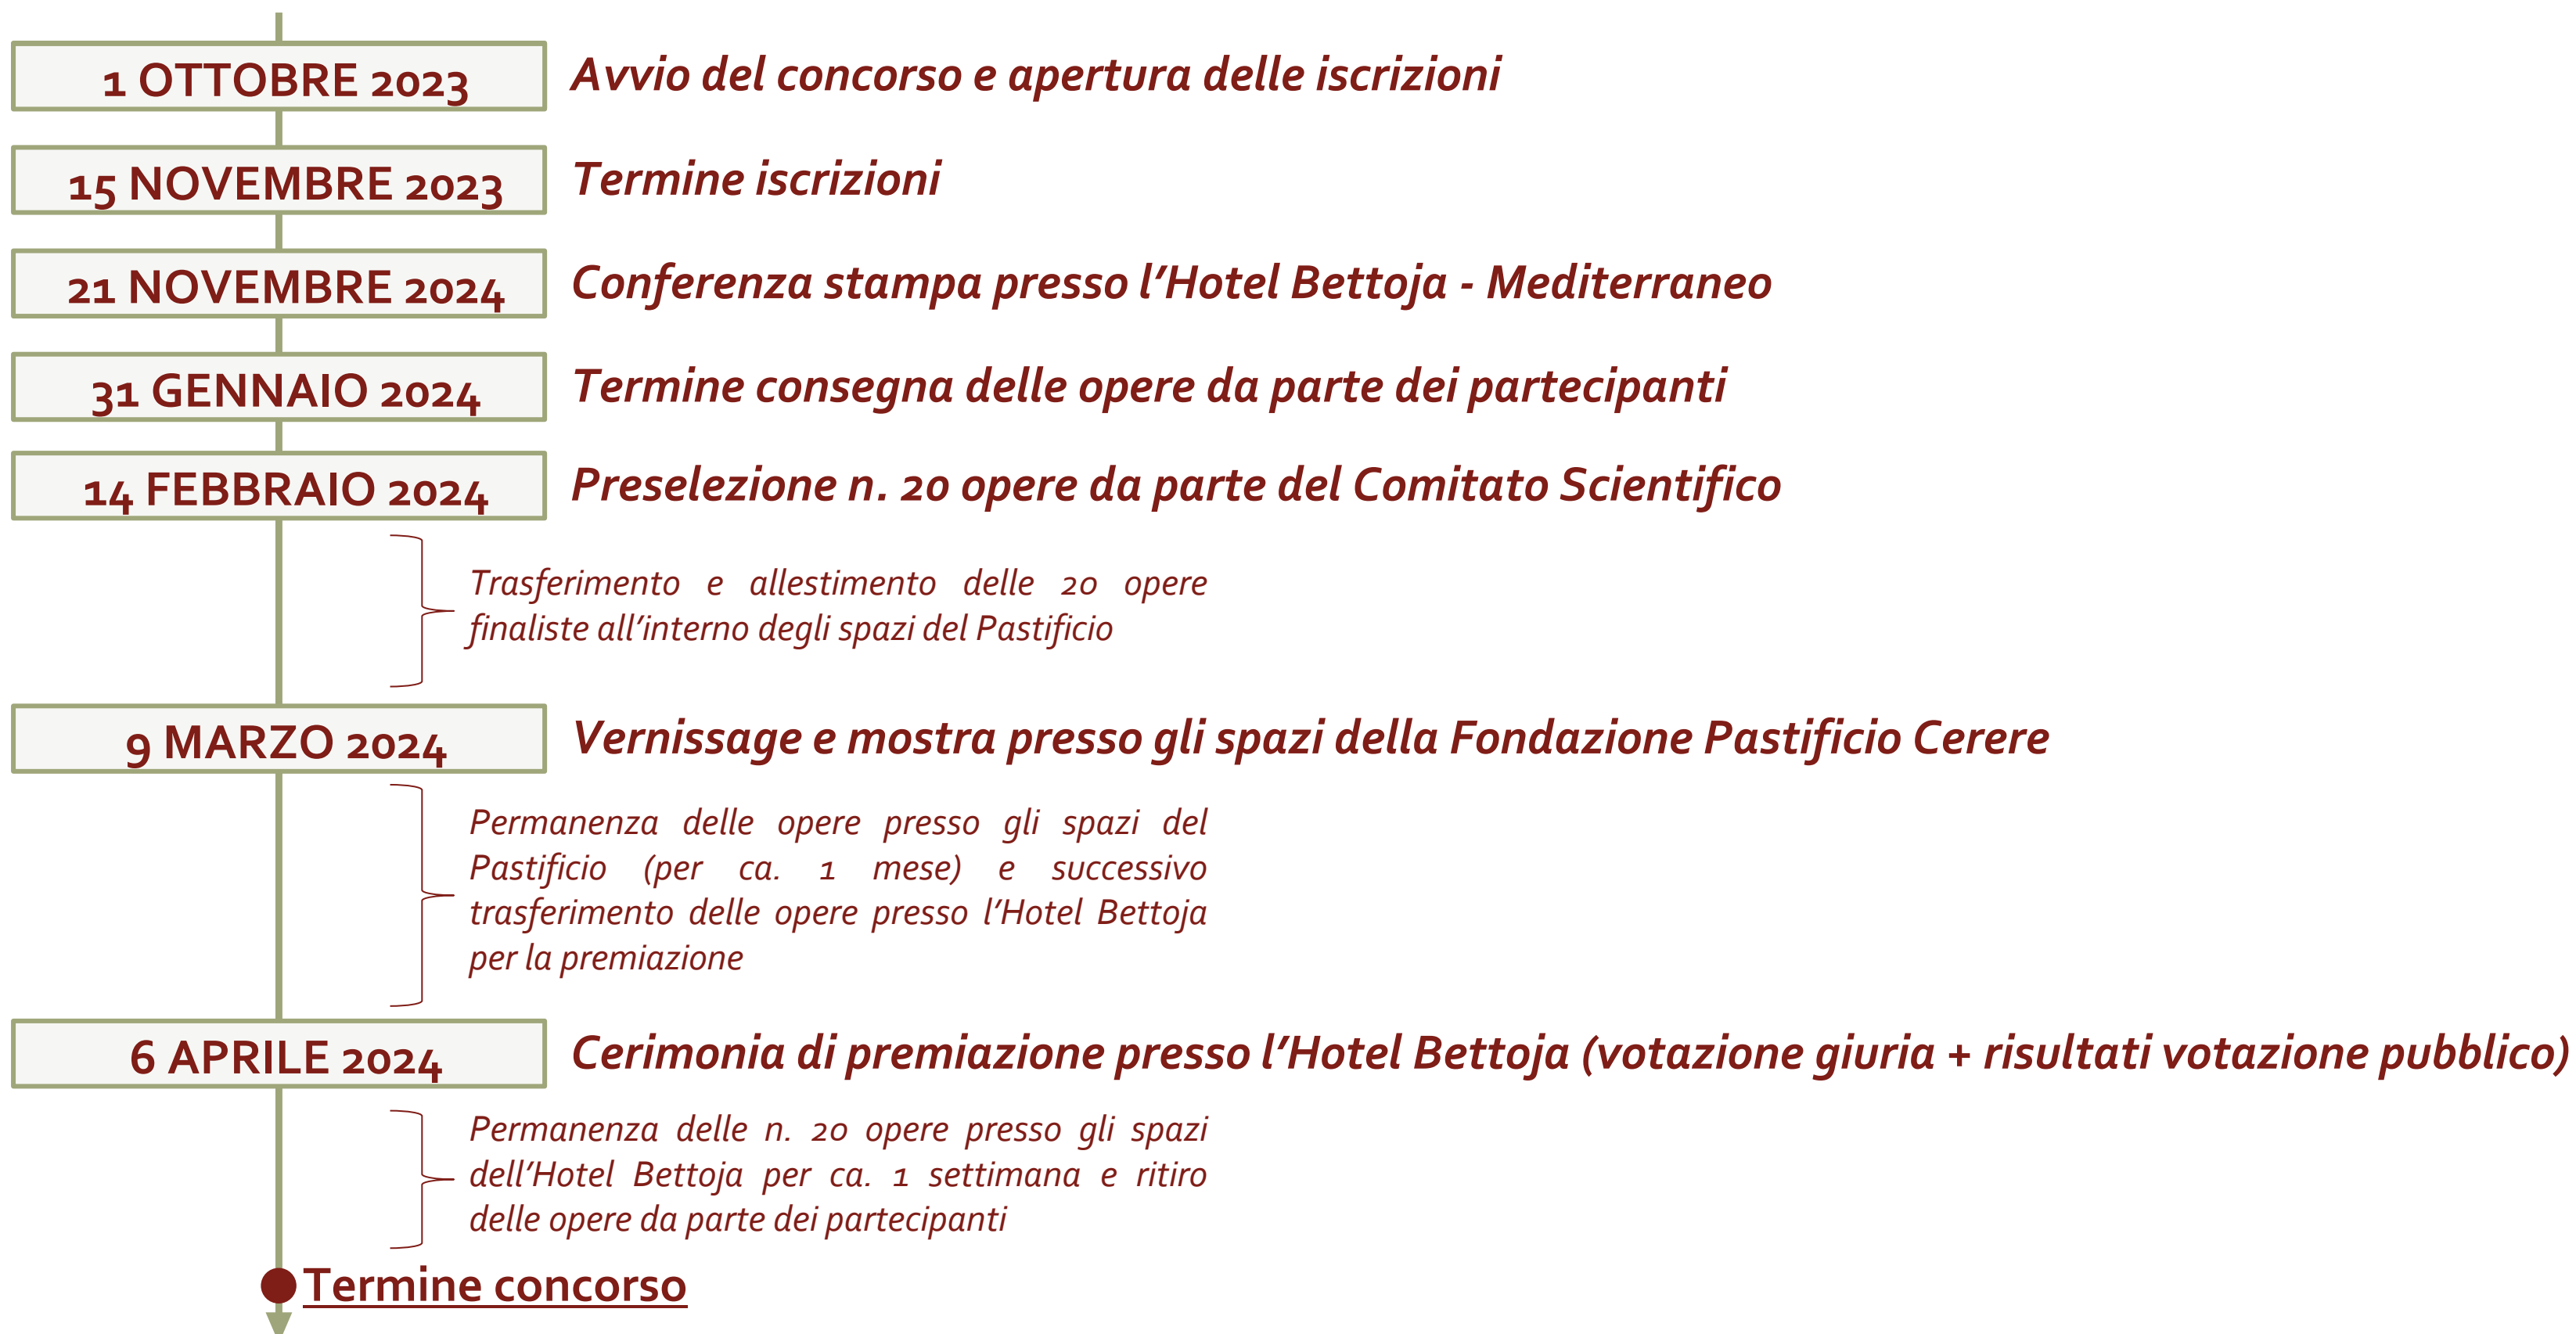 1 OTTOBRE 2023
Avvio del concorso e apertura delle iscrizioni
15 NOVEMBRE 2023
Termine iscrizioni
21 NOVEMBRE 2024
Conferenza stampa presso l’Hotel Bettoja - Mediterraneo
31 GENNAIO 2024
Termine consegna delle opere da parte dei partecipanti
14 FEBBRAIO 2024
Preselezione n. 20 opere da parte del Comitato Scientifico
Trasferimento e allestimento delle 20 opere
finaliste all’interno degli spazi del Pastificio
9 MARZO 2024
Vernissage e mostra presso gli spazi della Fondazione Pastificio Cerere
Permanenza delle opere presso gli spazi del
Pastificio (per ca. 1 mese) e successivo
trasferimento delle opere presso l’Hotel Bettoja
per la premiazione
6 APRILE 2024
Cerimonia di premiazione presso l’Hotel Bettoja (votazione giuria + risultati votazione pubblico)
Permanenza delle n. 20 opere presso gli spazi
dell’Hotel Bettoja per ca. 1 settimana e ritiro
delle opere da parte dei partecipanti
Termine concorso